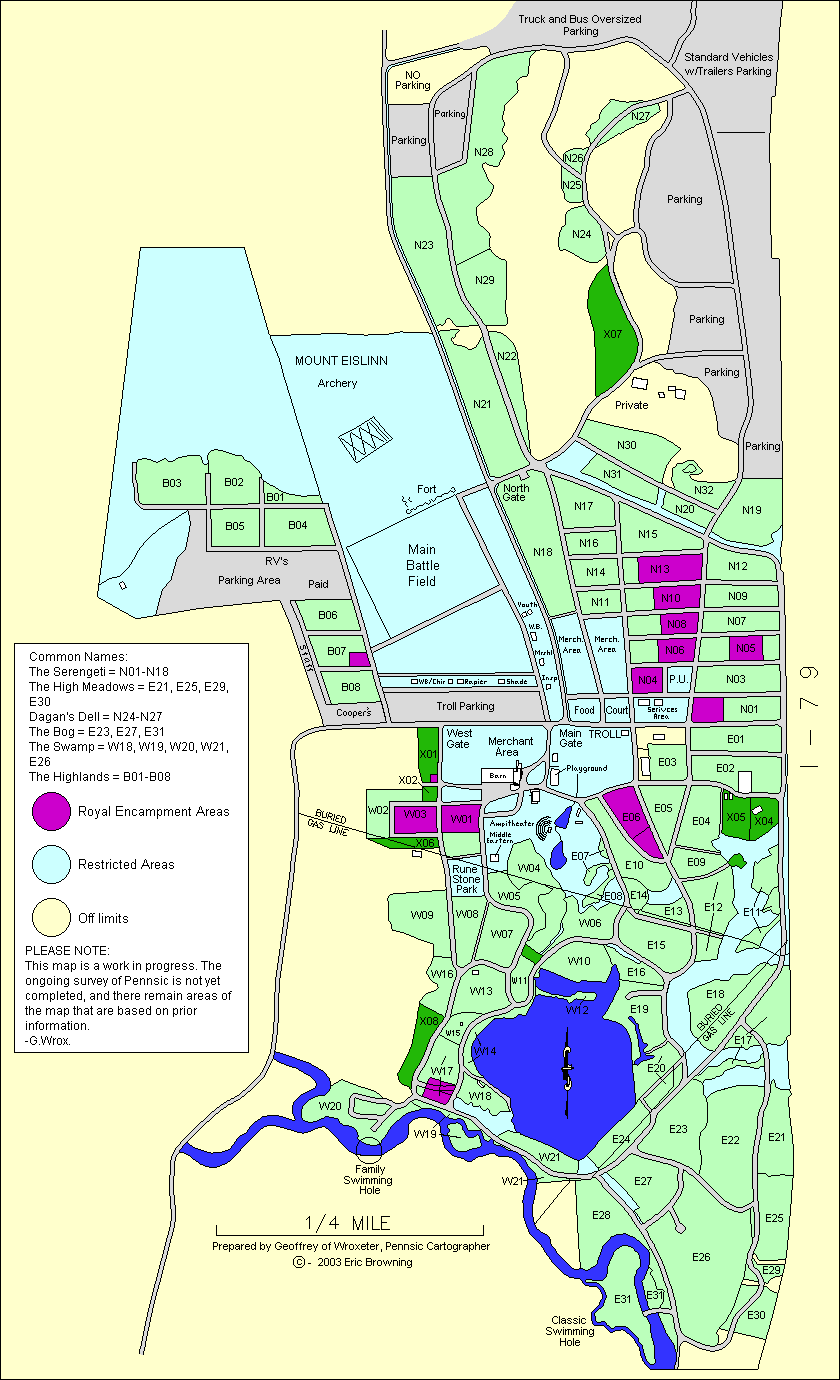 Truck and Bus Oversized
Parking
Standard Vehicles
w/Trailers Parking
NO
Parking
Parking
Parking
N28
N27
N26
N25
Parking
N24
N23
N29
X07
Parking
Parking
N22
MOUNT EISLINN
Archery
N21
Private
Parking
N30
N31
N32
N20
N19
B03
B02
B01
B05
B04
Fort
North
Gate
N17
N18
N16
N15
Main
Battle
Field
RV's
Parking Area
Paid
N14
N13
N12
N11
N10
N09
B06
Youth
W.B.
N08
N07
Merch.
Area
Merch.
Area
Staff
B07
Mrshl
N06
N05
B08
WB/Chir
Rapier
Shade
Insp
N04
P.U.
N03
Cooper's
Troll Parking
Food
Court
Serivces
Area
N01
I-79
Common Names:
The Serengeti = N01-N18
The High Meadows = E21, E25, E29,
E30
Dagan's Dell = N24-N27
The Bog = E23, E27, E31
The Swamp = W18, W19, W20, W21,
E26
The Highlands = B01-B08
Royal Encampment Areas
Restricted Areas
Off limits
PLEASE NOTE:
This map is a work in progress. The
ongoing survey of Pennsic is not yet
completed, and there remain areas of
the map that are based on prior
information.
-G.Wrox.
X01
West
Gate
Merchant
Area
Main
Gate
TROLL
E01
E03
E02
X02
Barn
Playground
BURIED
GAS LINE
W02
W03
W01
Ampitheater
E06
E05
E04
X05
X04
X06
Middle
Eastern
E07
E10
E09
Rune
Stone
Park
W04
W05
E08
E14
E13
E12
E11
W09
W08
W07
W06
E15
W16
W13
W11
W10
E16
W12
E19
E18
X08
W15
BURIED
GAS LINE
E17
W14
W17
W18
E20
W20
W19
E24
E23
E22
E21
Family
Swimming
Hole
W21
W21
E27
E28
E25
E26
1/4 MILE
Prepared by Geoffrey of Wroxeter, Pennsic Cartographer
© - 2003 Eric Browning
E29
E31
E31
E30
Classic
Swimming
Hole